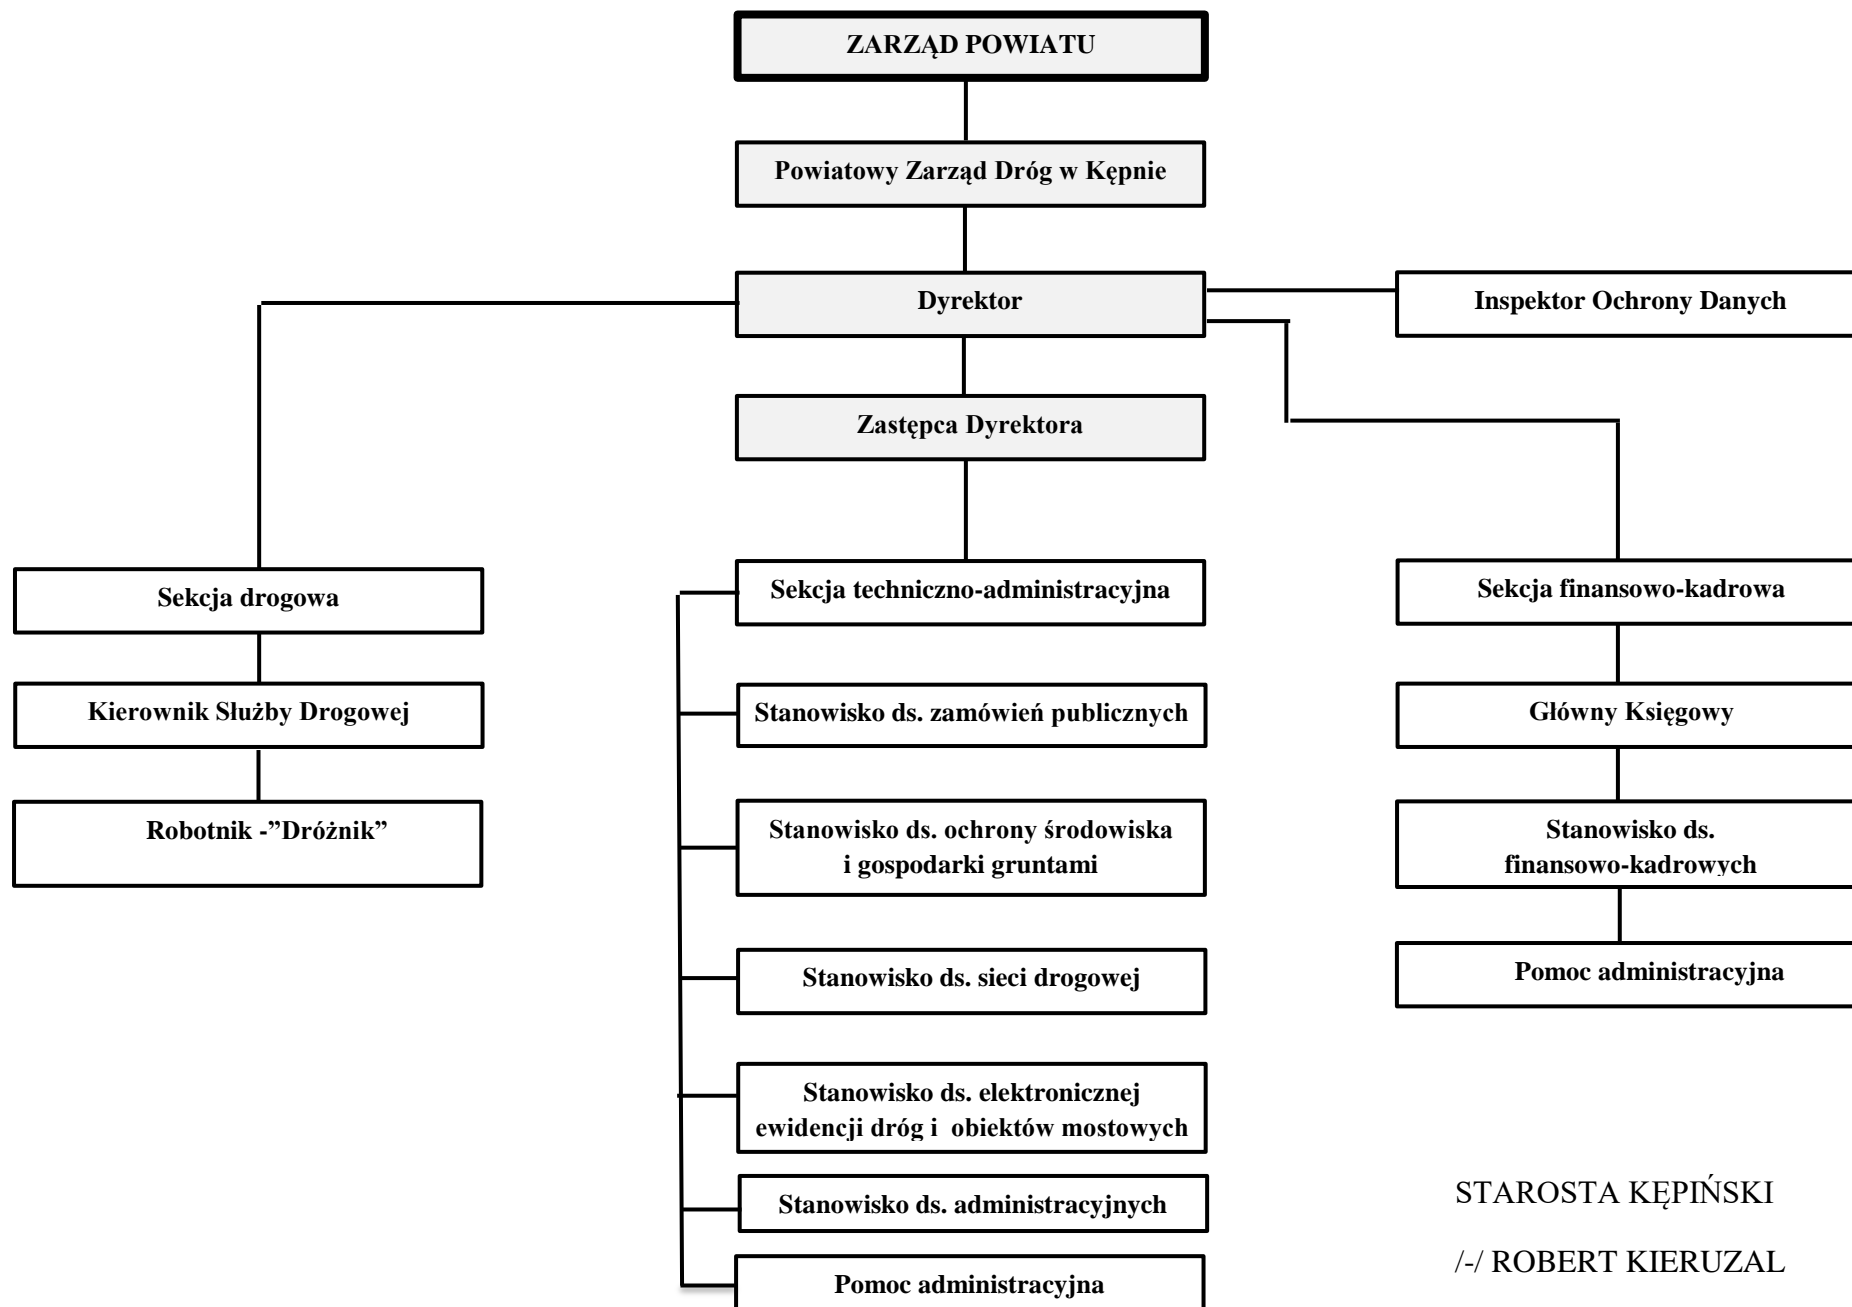 ZARZĄD POWIATU
Powiatowy Zarząd Dróg w Kępnie
Dyrektor
Inspektor Ochrony Danych
Zastępca Dyrektora
Sekcja drogowa
Kierownik Służby Drogowej
Robotnik -”Dróżnik”
Sekcja techniczno-administracyjna
Stanowisko ds. zamówień publicznych
Stanowisko ds. ochrony środowiska
i gospodarki gruntami
Stanowisko ds. sieci drogowej
Stanowisko ds. elektronicznej
ewidencji dróg i  obiektów mostowych
Stanowisko ds. administracyjnych
Pomoc administracyjna
Sekcja finansowo-kadrowa
Główny Księgowy
Stanowisko ds.
finansowo-kadrowych
Pomoc administracyjna
STAROSTA KĘPIŃSKI
/-/ ROBERT KIERUZAL